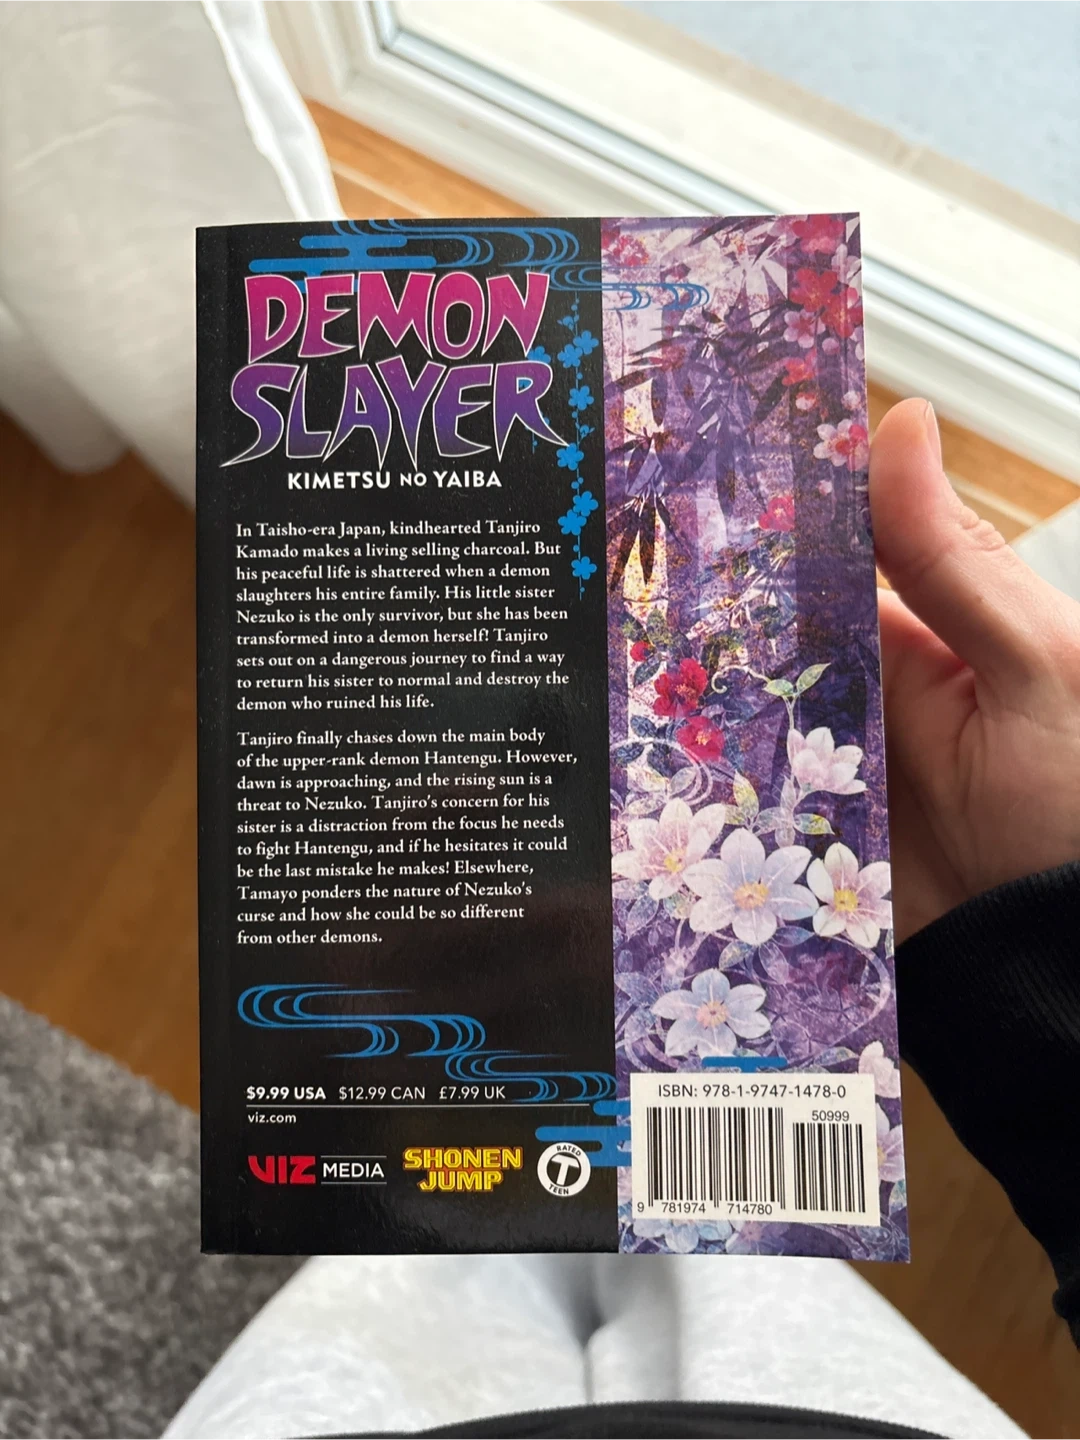 DEMON
SLAYER
KIMETSU NO YAIBA
In Taisho-era Japan, kindhearted Tanjiro
Kamado makes a living selling charcoal. But
his peaceful life is shattered when a demon
slaughters his entire family. His little sister
Nezuko is the only survivor, but she has been
transformed into a demon herself! Tanjiro
sets out on a dangerous journey to find a way
to return his sister to normal and destroy the
demon who ruined his life.
Tanjiro finally chases down the main body
of the upper-rank demon Hantengu. However,
dawn is approaching, and the rising sun is a
threat to Nezuko. Tanjiro's concern for his
sister is a distraction from the focus he needs
to fight Hantengu, and if he hesitates it could
be the last mistake he makes! Elsewhere,
Tamayo ponders the nature of Nezuko's
curse and how she could be so different
from other demons.
$9.99 USA $12.99 CAN £7.99 UK
viz.com
VIZ MEDIA
SHONEN
JUMP
RATED
T
TEEN
ISBN: 978-1-9747-1478-0
50999
9 781974 714780